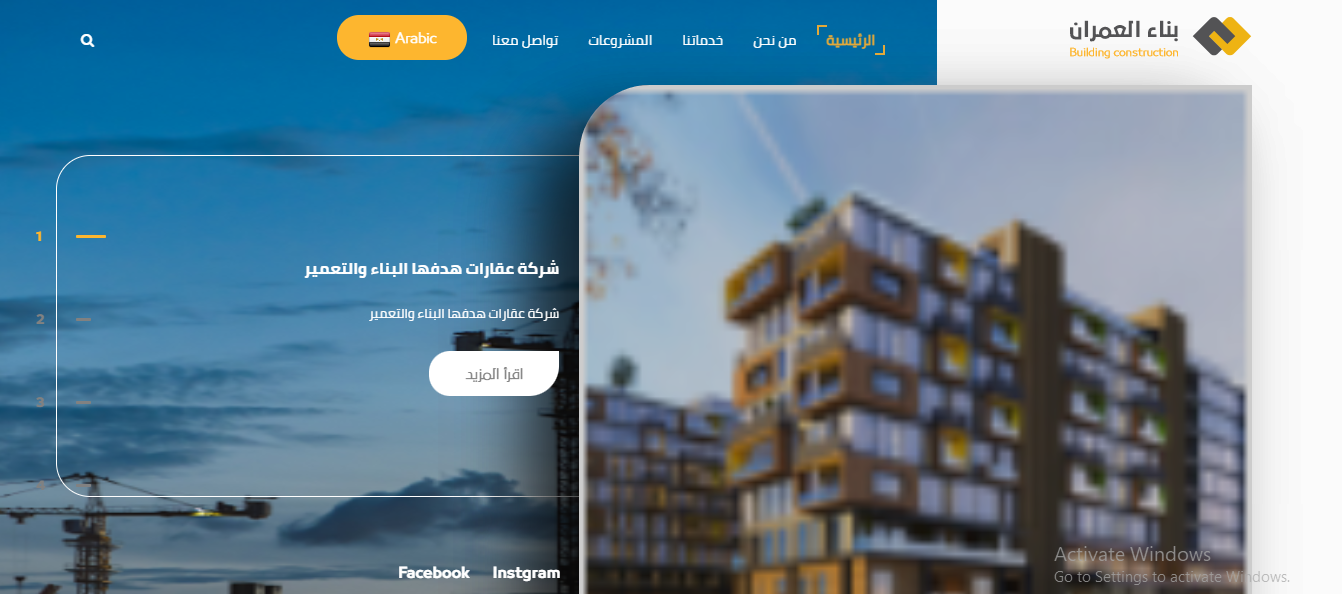 بناء العمران
Building construction
الرئيسية
من نحن
خدماتنا
المشروعات
تواصل معنا
Arabic
1
2
3
شركة عقارات هدفها البناء والتعمير
شركة عقارات هدفها البناء والتعمير
اقرأ المزيد
Facebook
Instgram
Activate Windows
Go to Settings to activate Windows.